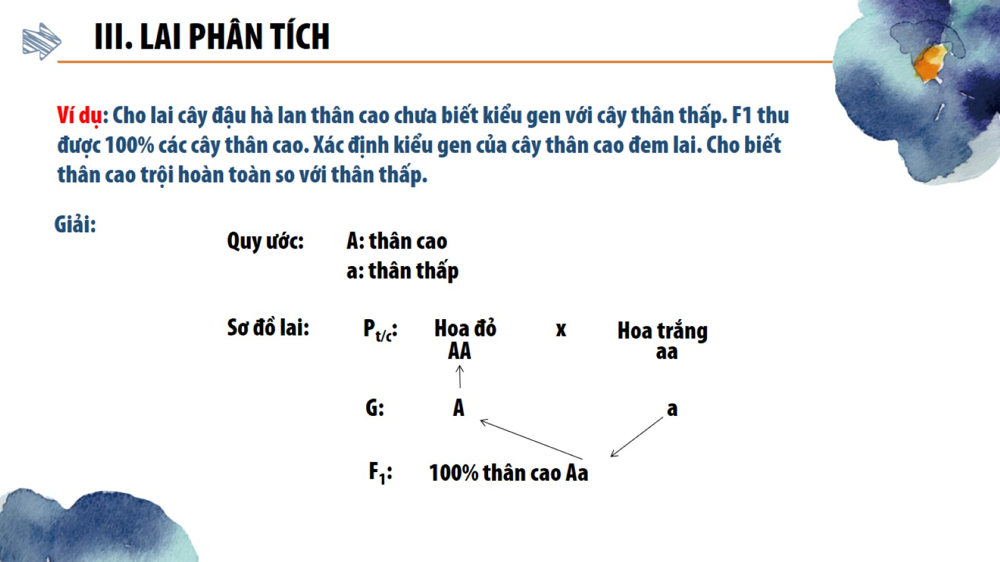 III. LAI PHÂN TÍCH
Ví dụ: Cho lai cây đậu hà lan thân cao chưa biết kiểu gen với cây thân thấp. F1 thu
được 100% các cây thân cao. Xác định kiểu gen của cây thân cao đem lai. Cho biết
thân cao trội hoàn toàn so với thân thấp.
Giải:
Quy ước: A: thân cao
a: thân thấp
Sơ đồ lai: Pt/c: Hoa đỏ x Hoa trắng
AA aa
G: A a
F1: 100% thân cao Aa